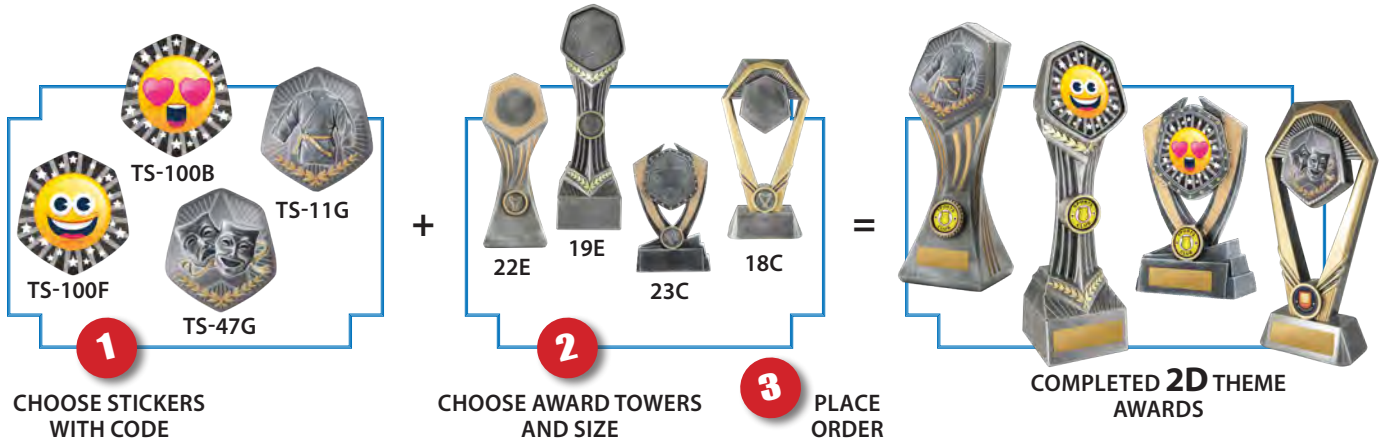 TS-100B
TS-11G
TS-100F
TS-47G
1
CHOOSE STICKERS
WITH CODE
+
22E
19E
23C
18C
2
CHOOSE AWARD TOWERS
AND SIZE
3
PLACE
ORDER
=
COMPLETED 2D THEME
AWARDS